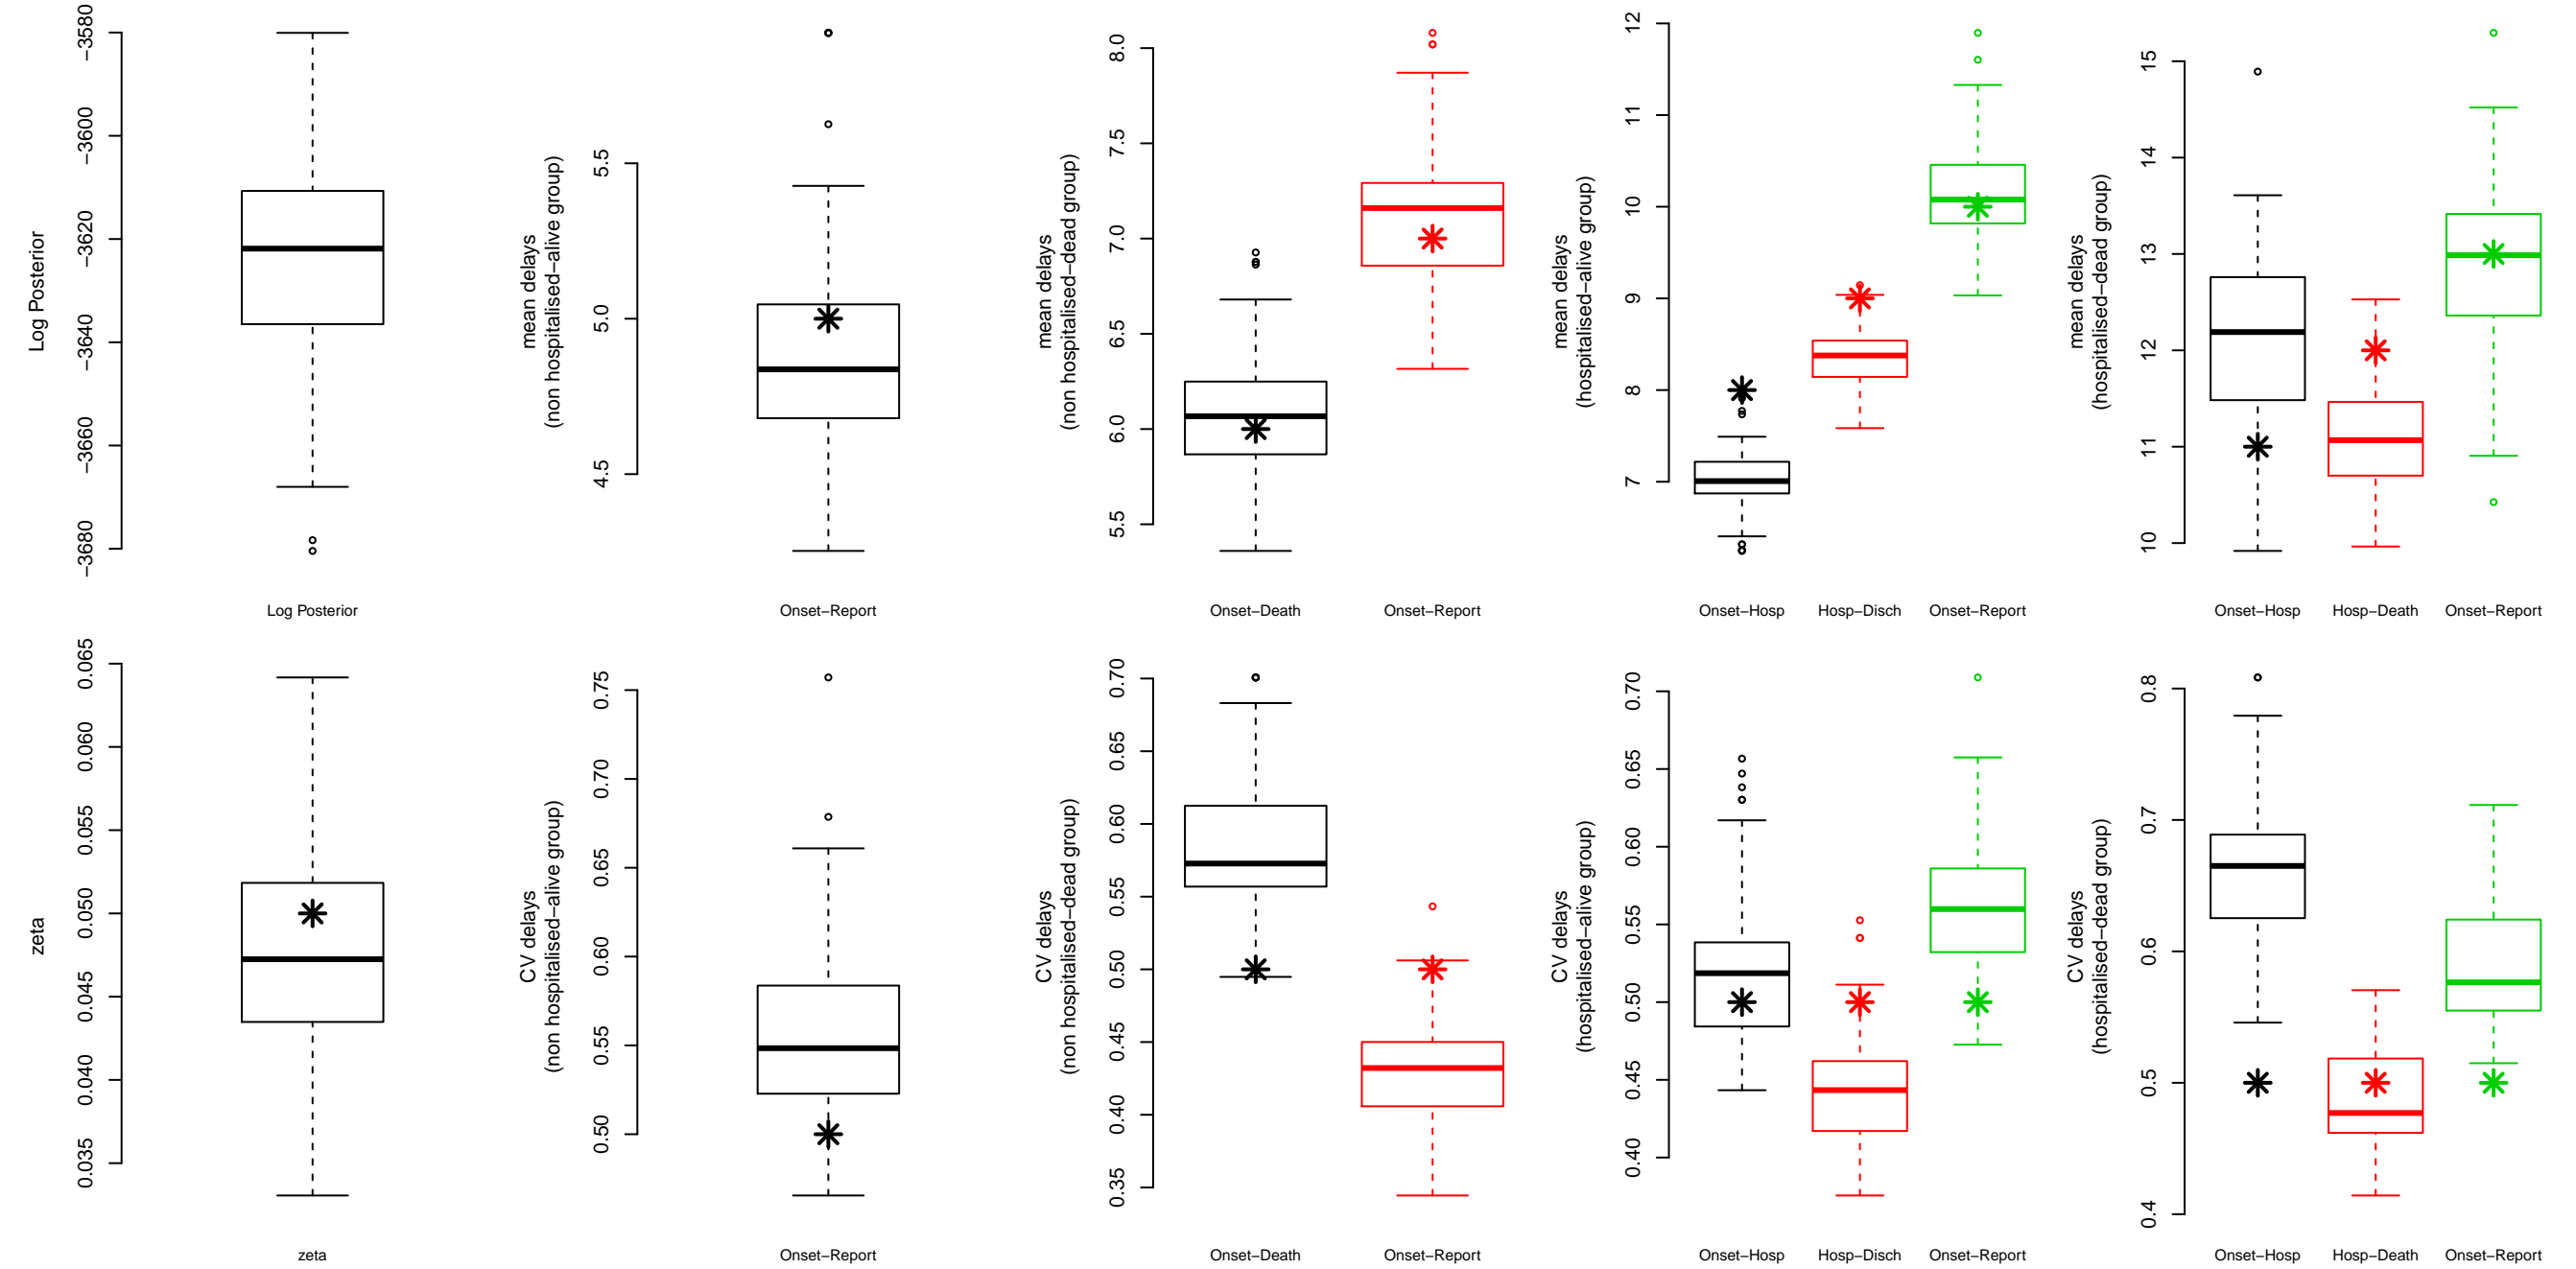 Log Posterior
−3680
−3660
−3640
−3620
−3600
−3580
Log Posterior
mean delays
(non hospitalised−alive group)
4.5
5.0
5.5
Onset−Report
mean delays
(non hospitalised−dead group)
5.5
6.0
6.5
7.0
7.5
8.0
Onset−Death
Onset−Report
mean delays
(hospitalised−alive group)
7
8
9
10
11
12
Onset−Hosp
Hosp−Disch
Onset−Report
mean delays
(hospitalised−dead group)
10
11
12
13
14
15
Onset−Hosp
Hosp−Death
Onset−Report
zeta
0.035
0.040
0.045
0.050
0.055
0.060
0.065
zeta
CV delays
(non hospitalised−alive group)
0.50
0.55
0.60
0.65
0.70
0.75
Onset−Report
CV delays
(non hospitalised−dead group)
0.35
0.40
0.45
0.50
0.55
0.60
0.65
0.70
Onset−Death
Onset−Report
CV delays
(hospitalised−alive group)
0.40
0.45
0.50
0.55
0.60
0.65
0.70
Onset−Hosp
Hosp−Disch
Onset−Report
CV delays
(hospitalised−dead group)
0.4
0.5
0.6
0.7
0.8
Onset−Hosp
Hosp−Death
Onset−Report